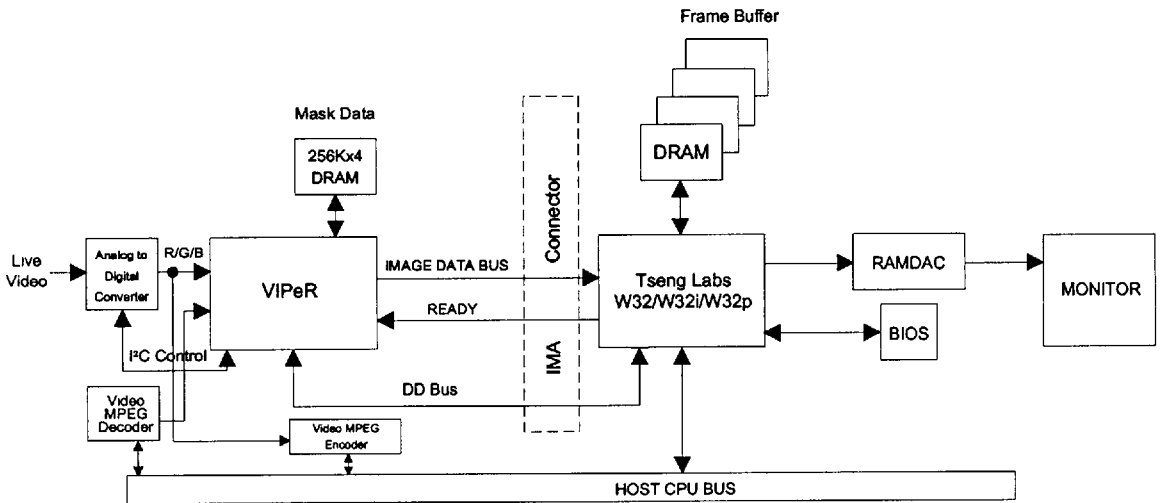 Frame Buffer
Mask Data
256Kx4
DRAM
DRAM
Connector
IMA
Live
Video
Analog to
Digital
Converter
R/G/B
VIPeR
IMAGE DATA BUS
READY
Tseng Labs
W32/W32i/W32p
RAMDAC
MONITOR
BIOS
I²C Control
DD Bus
Video
MPEG
Decoder
Video MPEG
Encoder
HOST CPU BUS